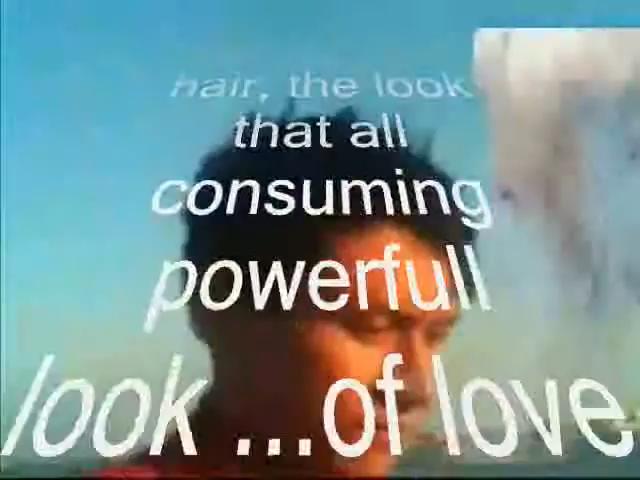 hair, the look
that all
consuming
powerfull
look ...of love